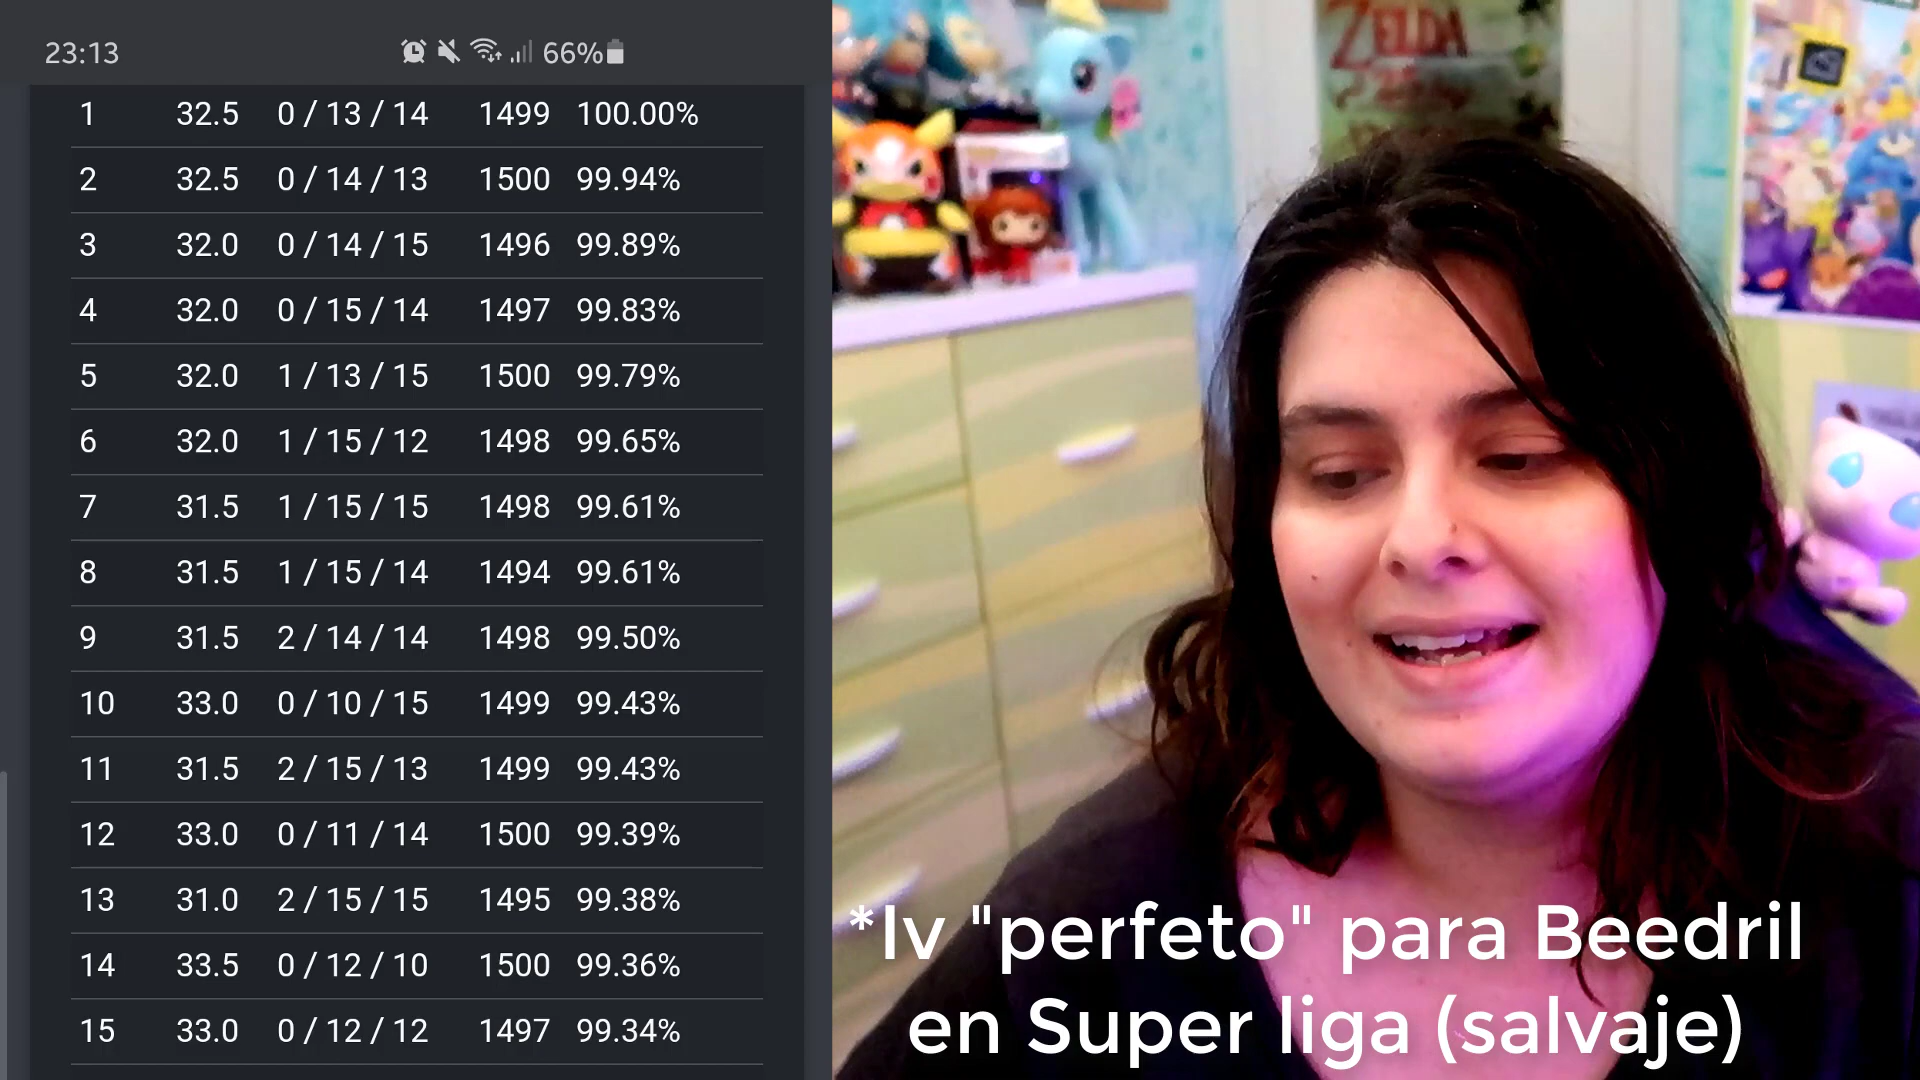 23:13 66%
1 32.5 0 / 13 / 14 1499 100.00%
2 32.5 0 / 14 / 13 1500 99.94%
3 32.0 0 / 14 / 15 1496 99.89%
4 32.0 0 / 15 / 14 1497 99.83%
5 32.0 1 / 13 / 15 1500 99.79%
6 32.0 1 / 15 / 12 1498 99.65%
7 31.5 1 / 15 / 15 1498 99.61%
8 31.5 1 / 15 / 14 1494 99.61%
9 31.5 2 / 14 / 14 1498 99.50%
10 33.0 0 / 10 / 15 1499 99.43%
11 31.5 2 / 15 / 13 1499 99.43%
12 33.0 0 / 11 / 14 1500 99.39%
13 31.0 2 / 15 / 15 1495 99.38%
14 33.5 0 / 12 / 10 1500 99.36%
15 33.0 0 / 12 / 12 1497 99.34%
ZELDA
*Iv "perfeto" para Beedril
en Super liga (salvaje)